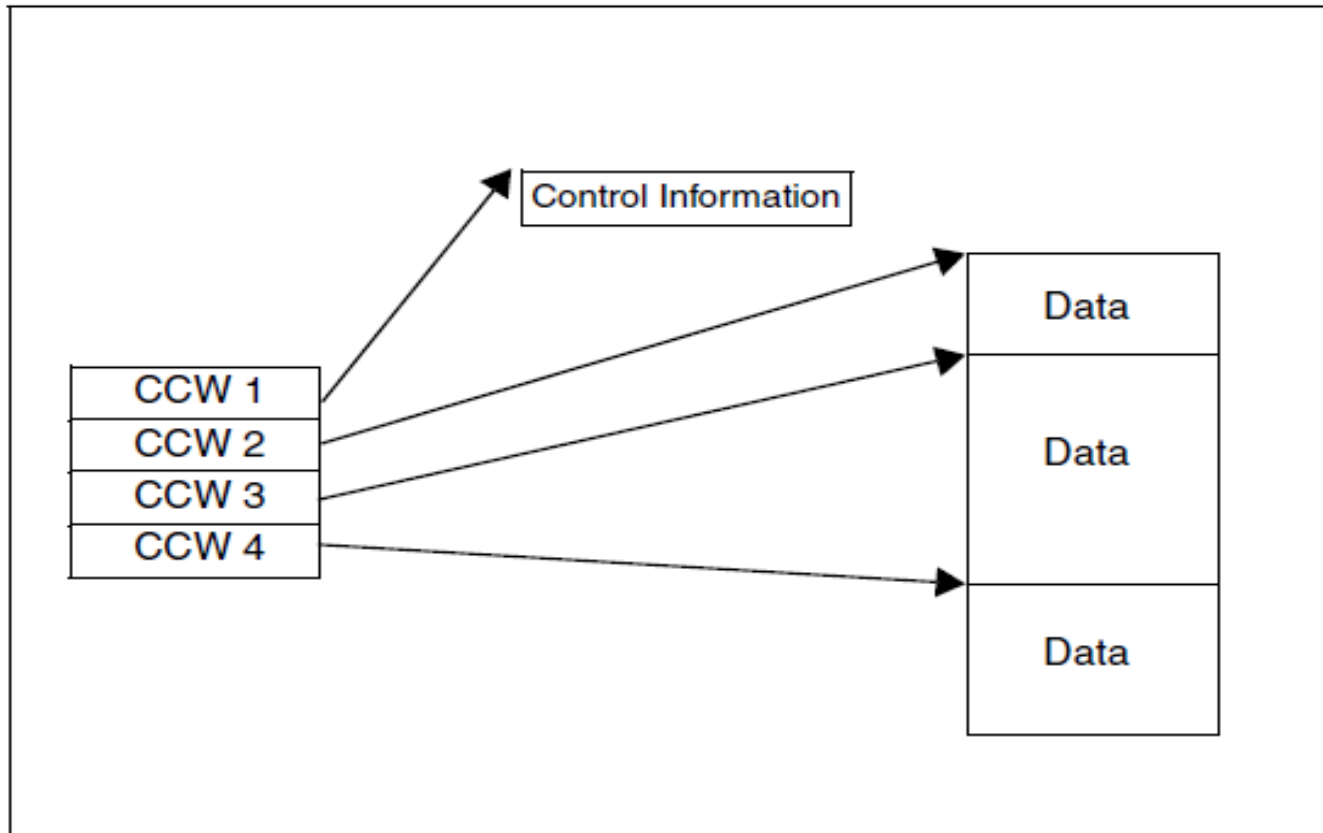 Control Information
CCW 1
CCW 2
CCW 3
CCW 4
Data
Data
Data